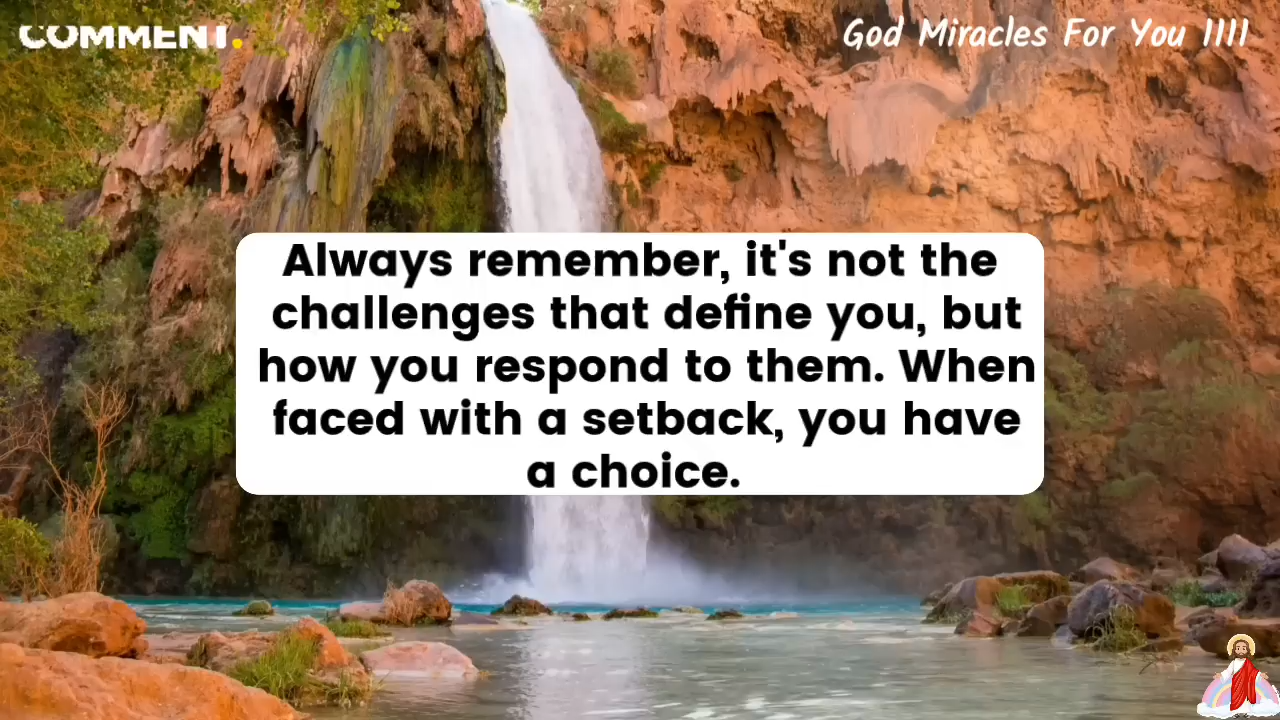 COMMENT.
God Miracles For You 1111
Always remember, it's not the
challenges that define you, but
how you respond to them. When
faced with a setback, you have
a choice.